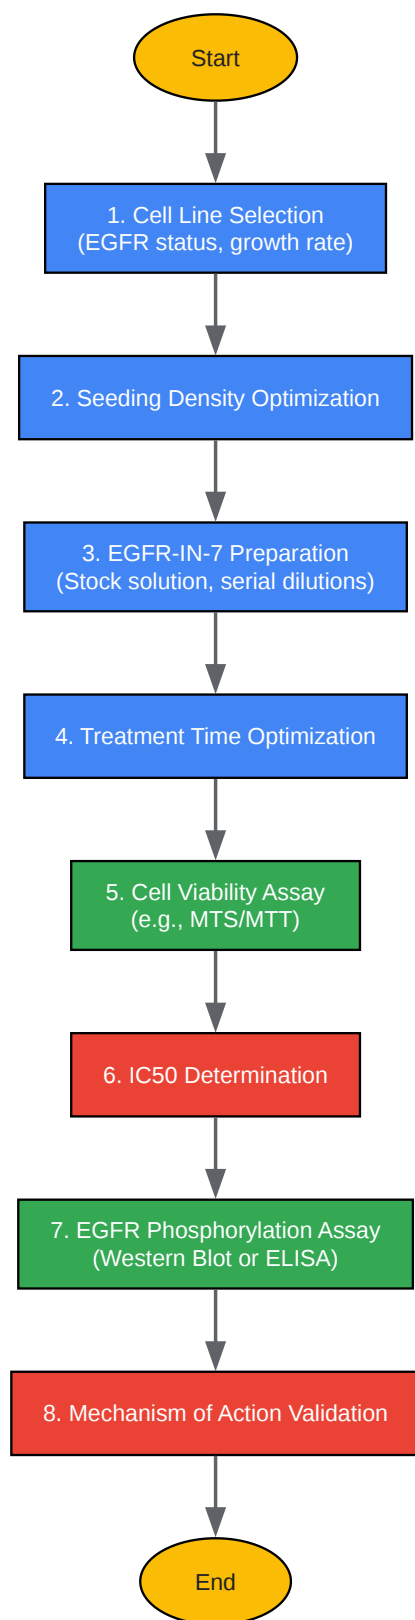 Start
1. Cell Line Selection
(EGFR status, growth rate)
2. Seeding Density Optimization
3. EGFR-IN-7 Preparation
(Stock solution, serial dilutions)
4. Treatment Time Optimization
5. Cell Viability Assay
(e.g., MTS/MTT)
6. IC50 Determination
7. EGFR Phosphorylation Assay
(Western Blot or ELISA)
8. Mechanism of Action Validation
End